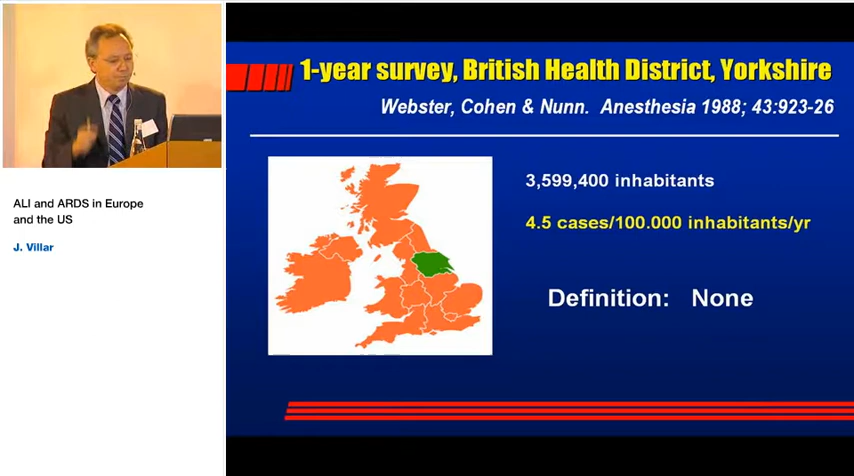 ALI and ARDS in Europe
and the US
J. Villar
1-year survey, British Health District, Yorkshire
Webster, Cohen & Nunn. Anesthesia 1988; 43:923-26
3,599,400 inhabitants
4.5 cases/100.000 inhabitants/yr
Definition: None